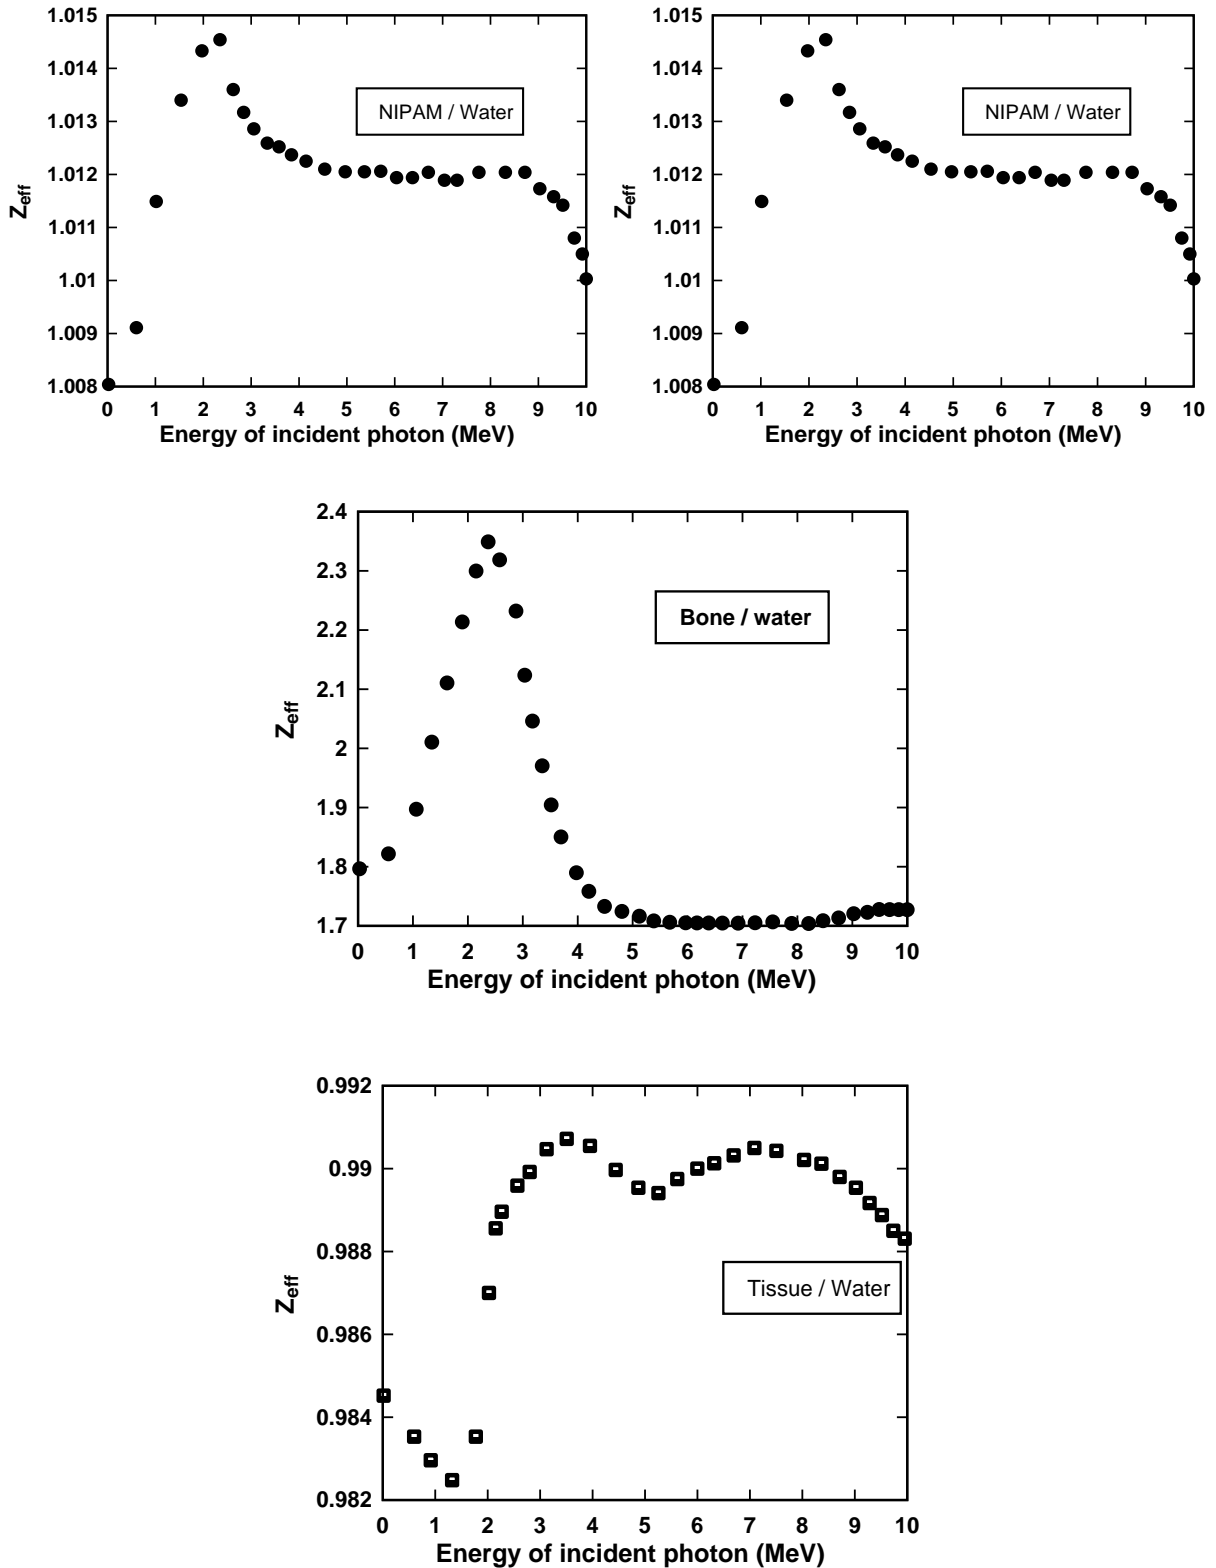 1.015
1.014
1.013
1.012
1.011
1.01
1.009
1.008
Zeff
NIPAM / Water
0 1 2 3 4 5 6 7 8 9 10
Energy of incident photon (MeV)
1.015
1.014
1.013
1.012
1.011
1.01
1.009
1.008
Zeff
NIPAM / Water
0 1 2 3 4 5 6 7 8 9 10
Energy of incident photon (MeV)
2.4
2.3
2.2
2.1
2
1.9
1.8
1.7
Zeff
Bone / water
0 1 2 3 4 5 6 7 8 9 10
Energy of incident photon (MeV)
0.992
0.99
0.988
0.986
0.984
0.982
Zeff
Tissue / Water
0 1 2 3 4 5 6 7 8 9 10
Energy of incident photon (MeV)